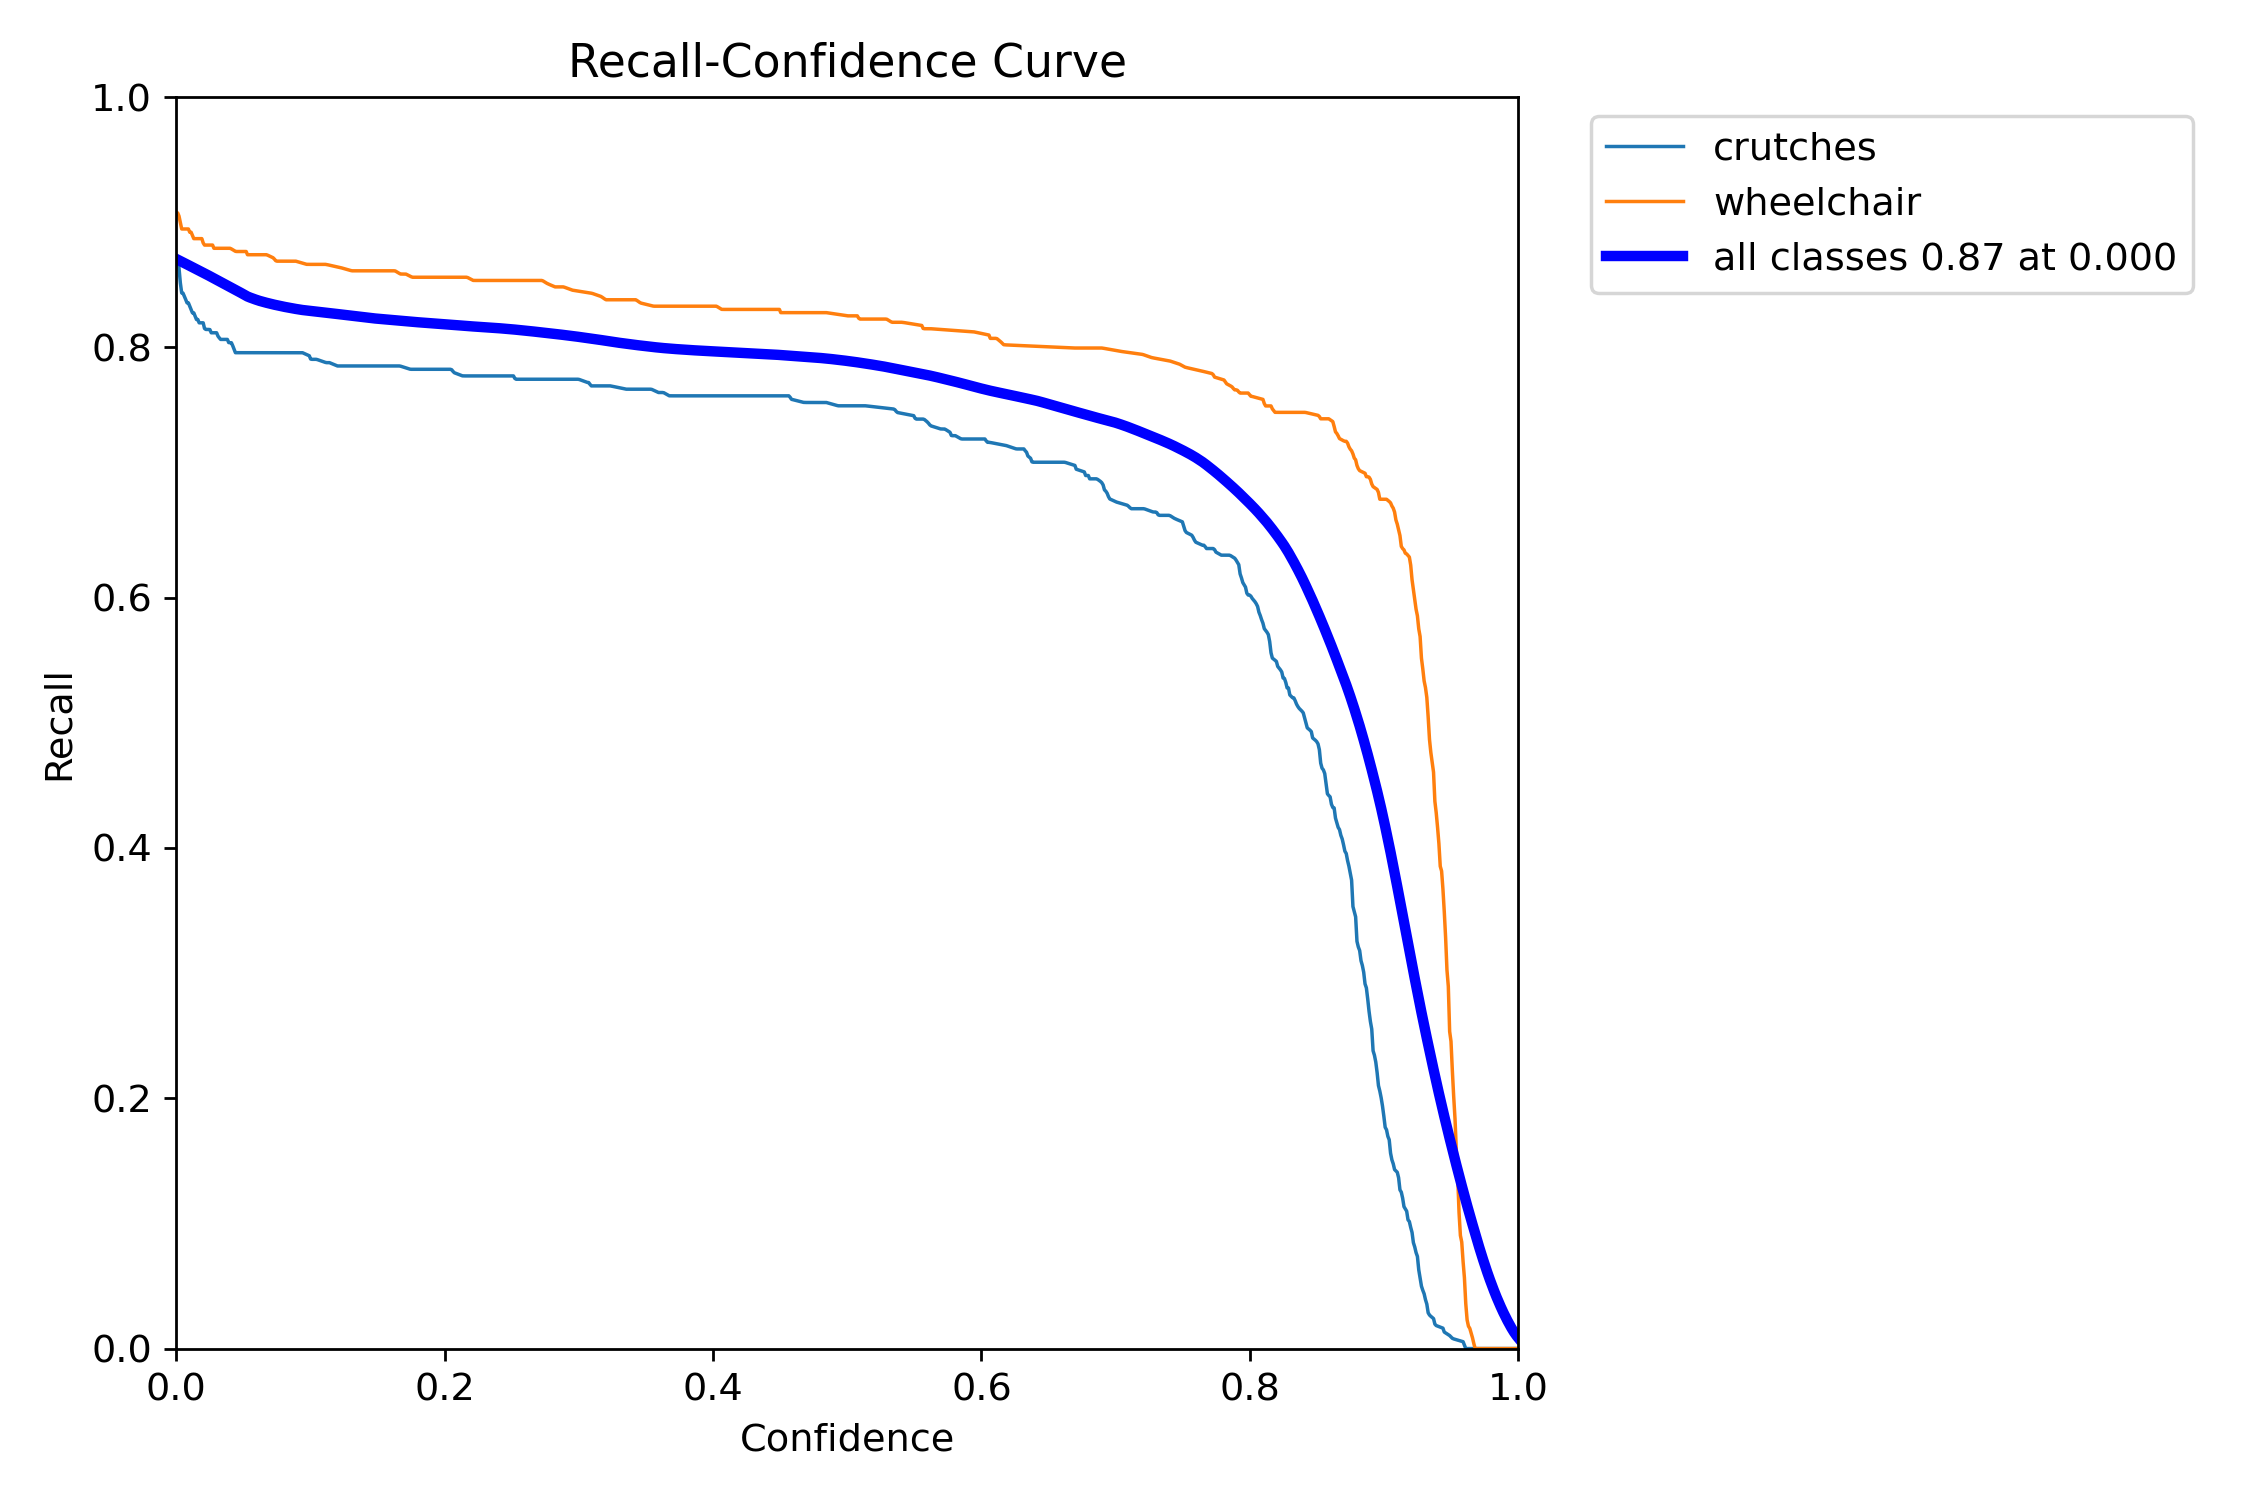 Recall-Confidence Curve
1.0
0.8
0.6
0.4
0.2
0.0
Recall
0.0 0.2 0.4 0.6 0.8 1.0
Confidence
crutches
wheelchair
all classes 0.87 at 0.000